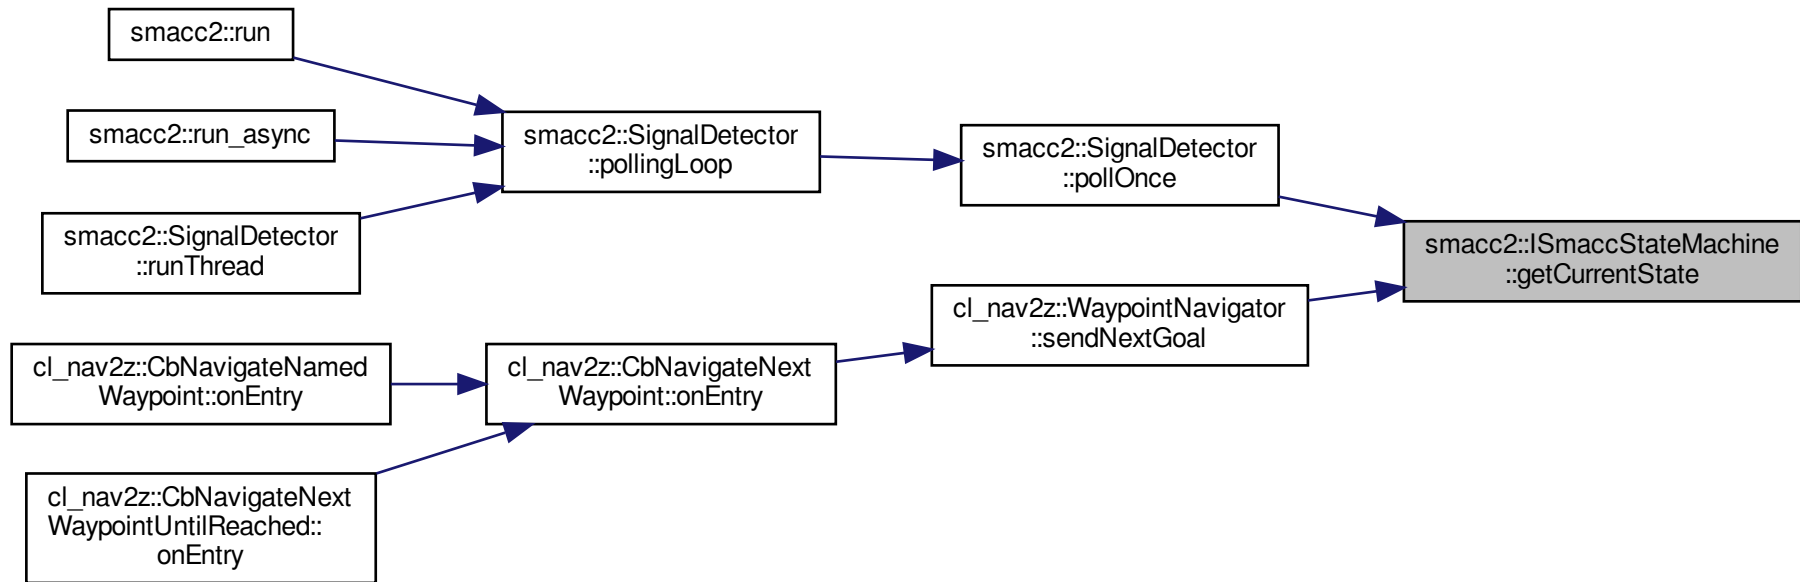 smacc2::run
smacc2::run_async
smacc2::SignalDetector
::runThread
smacc2::SignalDetector
::pollingLoop
smacc2::SignalDetector
::pollOnce
smacc2::ISmaccStateMachine
::getCurrentState
cl_nav2z::WaypointNavigator
::sendNextGoal
cl_nav2z::CbNavigateNext
Waypoint::onEntry
cl_nav2z::CbNavigateNamed
Waypoint::onEntry
cl_nav2z::CbNavigateNext
WaypointUntilReached::
onEntry